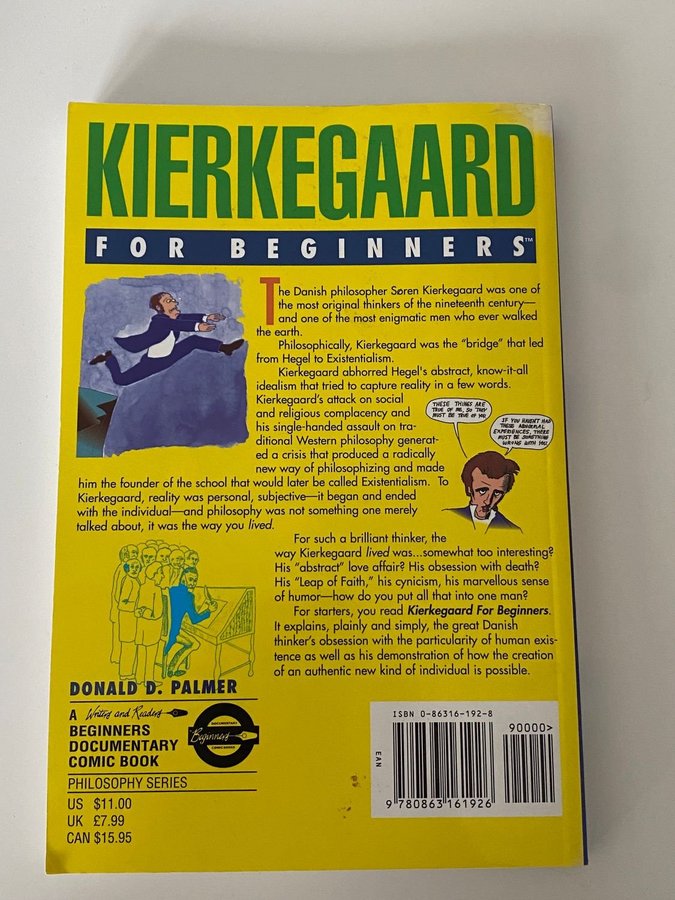 KIERKEGAARD
FOR BEGINNERS™
The Danish philosopher Søren Kierkegaard was one of
the most original thinkers of the nineteenth century—
and one of the most enigmatic men who ever walked
the earth.
Philosophically, Kierkegaard was the "bridge" that led
from Hegel to Existentialism.
Kierkegaard abhorred Hegel's abstract, know-it-all
idealism that tried to capture reality in a few words.
Kierkegaard's attack on social
and religious complacency and
his single-handed assault on tra-
ditional Western philosophy generat-
ed a crisis that produced a radically
new way of philosophizing and made
him the founder of the school that would later be called Existentialism. To
Kierkegaard, reality was personal, subjective—it began and ended
with the individual—and philosophy was not something one merely
talked about, it was the way you lived.
THESE THINGS ARE
TRUE OF ME, SO THEY
MUST BE TRUE OF YOU
IF YOU HAVEN'T HAD
THESE ABNORMAL
EXPERIENCES, THERE
MUST BE SOMETHING
WRONG WITH YOU
For such a brilliant thinker, the
way Kierkegaard lived was...somewhat too interesting?
His "abstract" love affair? His obsession with death?
His "Leap of Faith," his cynicism, his marvellous sense
of humor—how do you put all that into one man?
For starters, you read Kierkegaard For Beginners.
It explains, plainly and simply, the great Danish
thinker's obsession with the particularity of human exis-
tence as well as his demonstration of how the creation
of an authentic new kind of individual is possible.
DONALD D. PALMER
A Writers and Readers
BEGINNERS
DOCUMENTARY
COMIC BOOK
DOCUMENTARY
Beginners
COMIC BOOKS
PHILOSOPHY SERIES
US $11.00
UK £7.99
CAN $15.95
ISBN 0-86316-192-8
90000>
EAN
9 780863 161926